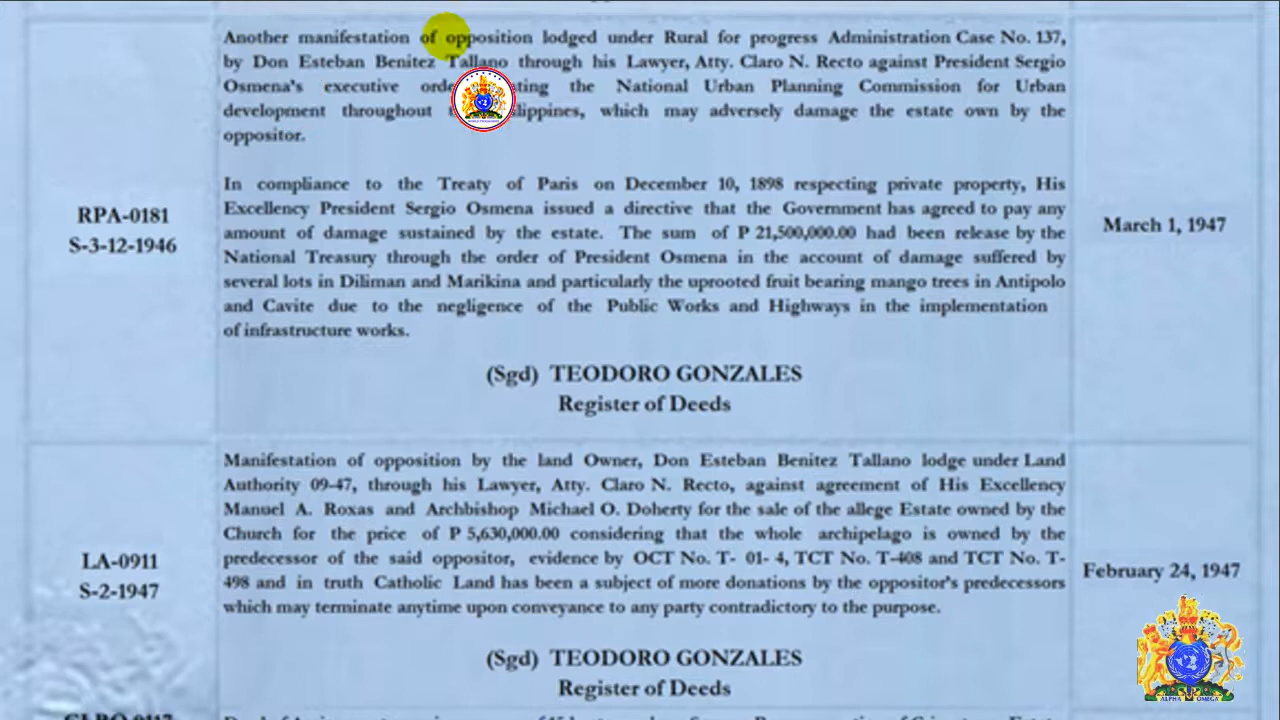 Another manifestation of opposition lodged under Rural for progress Administration Case No. 137,
by Don Esteban Benitez Tallano through his Lawyer, Atty. Claro N. Recto against President Sergio
Osmena's executive the National Urban Planning Commission for Urban
development throughout which may adversely damage the estate own by the
oppositor.
In compliance to the Treaty of Paris on December 10, 1898 respecting private property, His
Excellency President Sergio Osmena issued a directive that the Government has agreed to pay any
amount of damage sustained by the estate. The sum of P 21,500,000.00 had been release by the
National Treasury through the order of President Osmena in the account of damage suffered by
several lots in Diliman and Marikina and particularly the uprooted fruit bearing mango trees in Antipolo
and Cavite due to the negligence of the Public Works and Highways in the implementation
of infrastructure works.
RPA-0181
S-3-12-1946
March 1, 1947
(Sgd) TEODORO GONZALES
Register of Deeds
Manifestation of opposition by the land Owner, Don Esteban Benitez Tallano lodge under Land
Authority 09-47, through his Lawyer, Atty. Claro N. Recto, against agreement of His Excellency
Manuel A. Roxas and Archbishop Michael O. Doherty for the sale of the allege Estate owned by the
Church for the price of P 5,630,000.00 considering that the whole archipelago is owned by the
predecessor of the said oppositor, evidence by OCT No. T- 01- 4, TCT No. T-408 and TCT No. T-
498 and in truth Catholic Land has been a subject of more donations by the oppositor's predecessors
which may terminate anytime upon conveyance to any party contradictory to the purpose.
LA-0911
S-2-1947
February 24, 1947
(Sgd) TEODORO GONZALES
Register of Deeds
ALPHA OMEGA